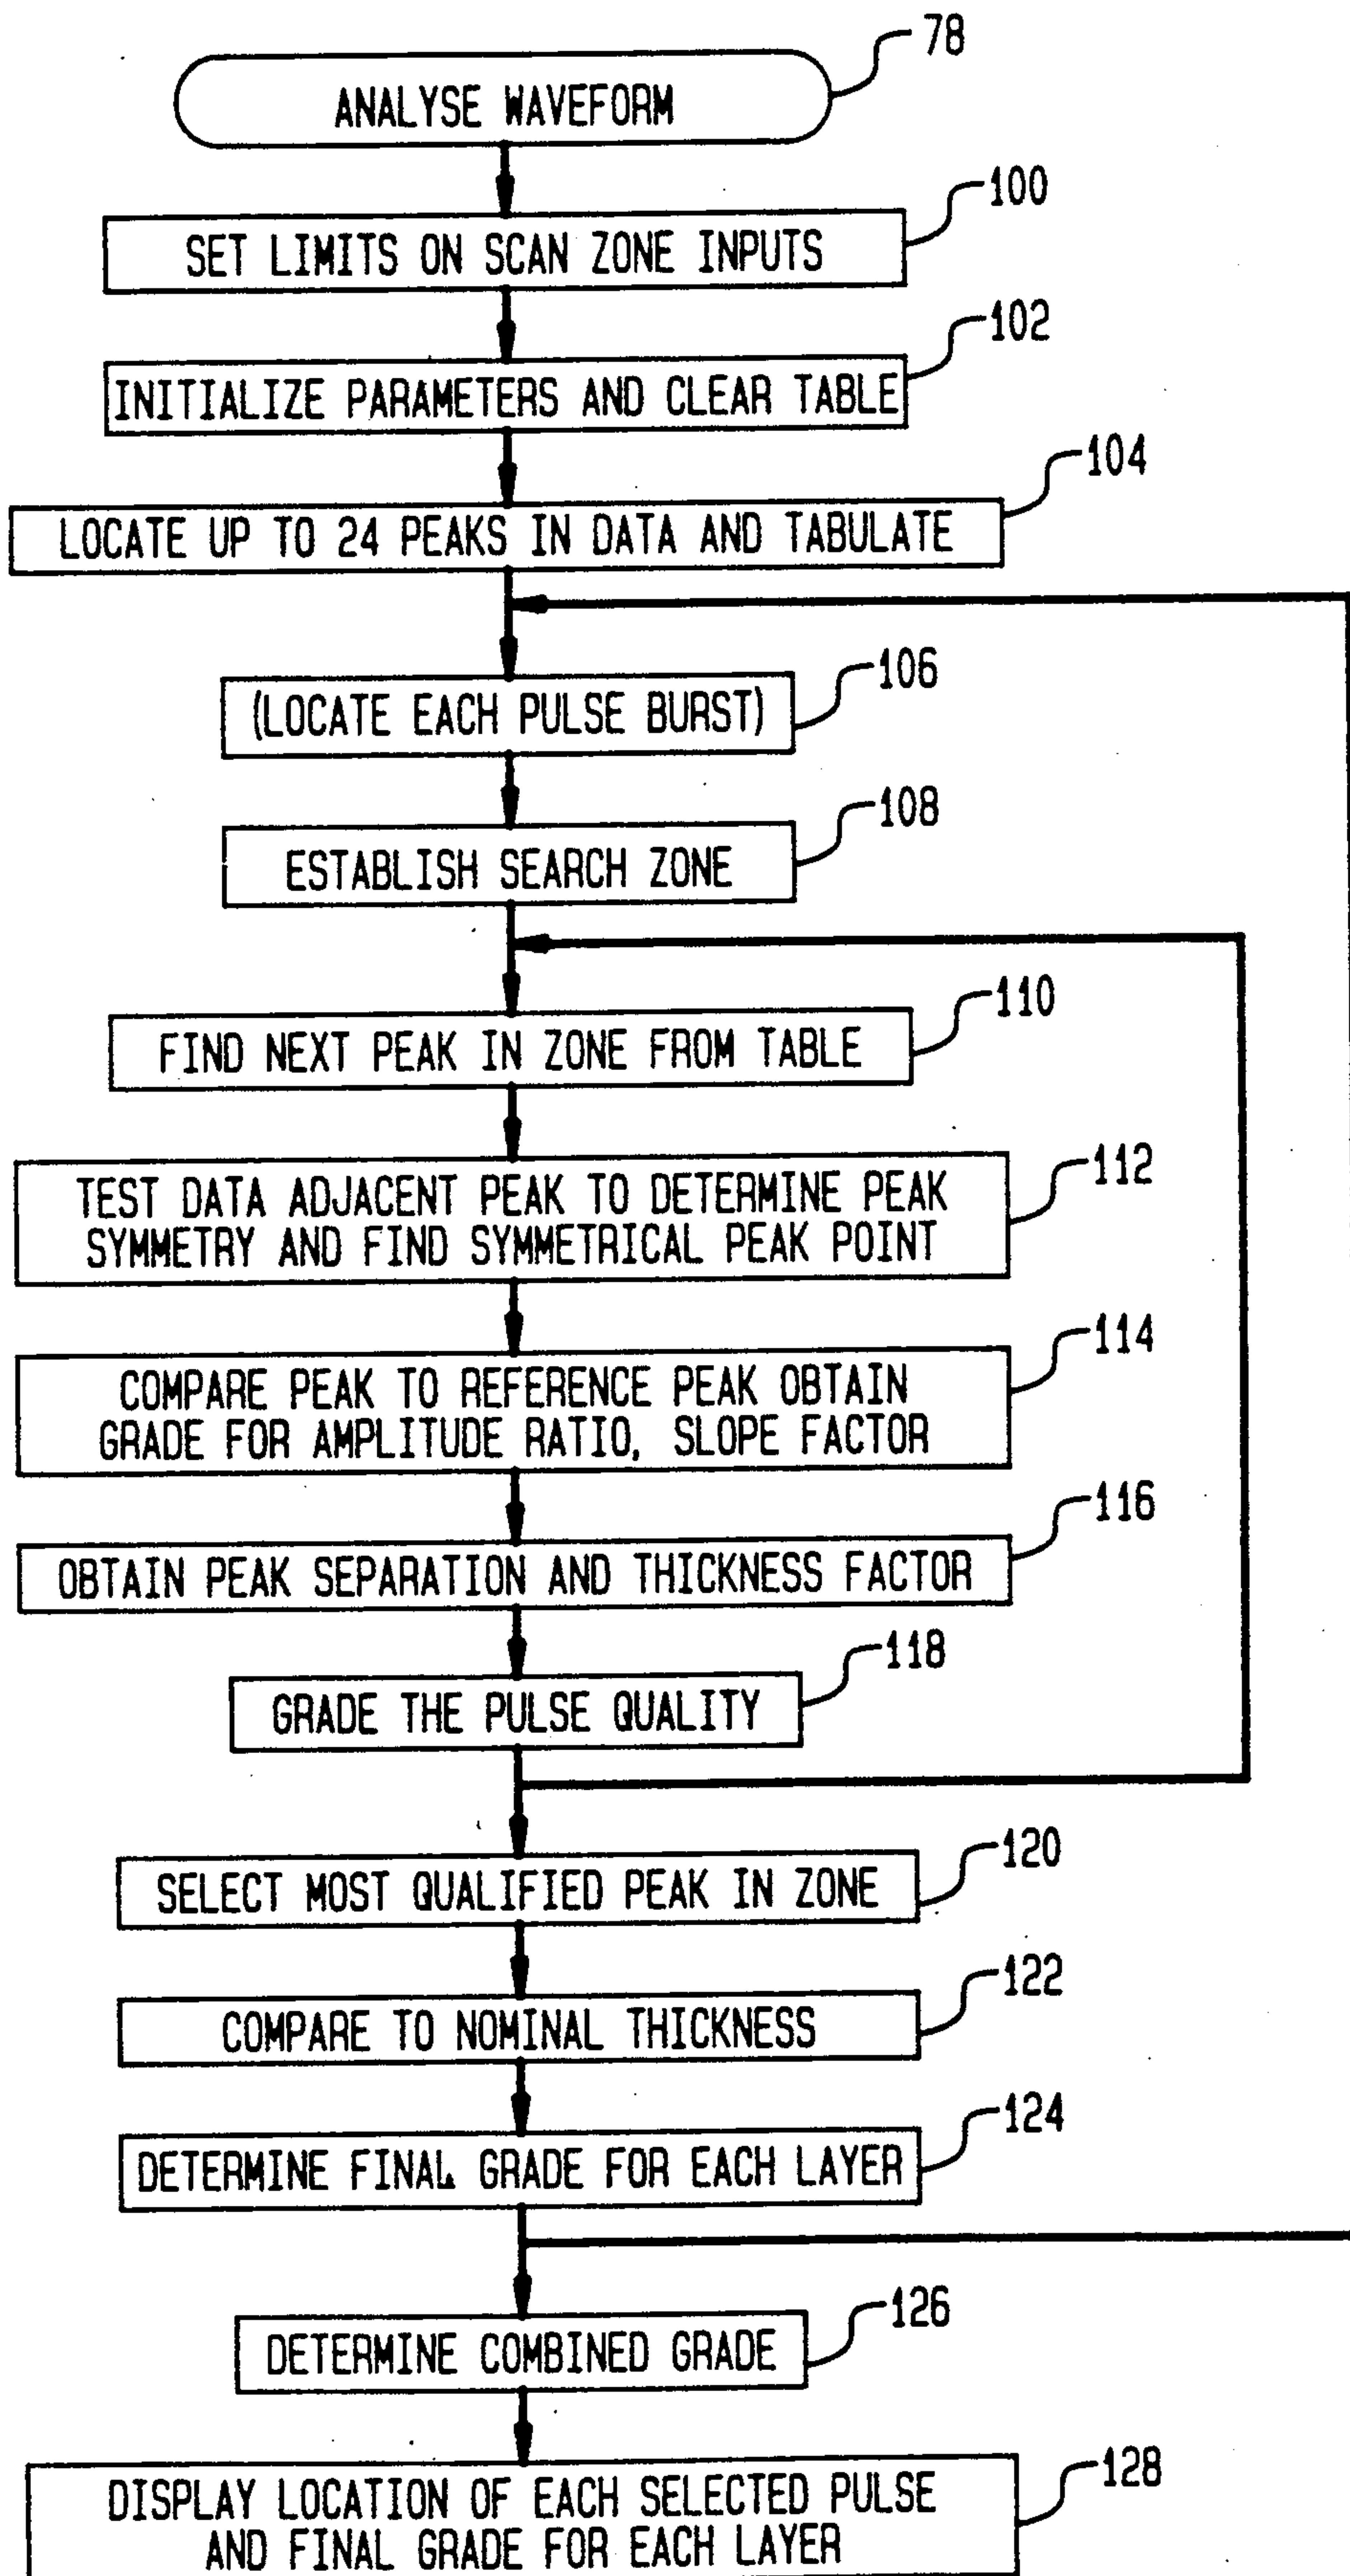 78
ANALYSE WAVEFORM
100
SET LIMITS ON SCAN ZONE INPUTS
102
INITIALIZE PARAMETERS AND CLEAR TABLE
104
LOCATE UP TO 24 PEAKS IN DATA AND TABULATE
106
(LOCATE EACH PULSE BURST)
108
ESTABLISH SEARCH ZONE
110
FIND NEXT PEAK IN ZONE FROM TABLE
112
TEST DATA ADJACENT PEAK TO DETERMINE PEAK
SYMMETRY AND FIND SYMMETRICAL PEAK POINT
114
COMPARE PEAK TO REFERENCE PEAK OBTAIN
GRADE FOR AMPLITUDE RATIO, SLOPE FACTOR
116
OBTAIN PEAK SEPARATION AND THICKNESS FACTOR
118
GRADE THE PULSE QUALITY
120
SELECT MOST QUALIFIED PEAK IN ZONE
122
COMPARE TO NOMINAL THICKNESS
124
DETERMINE FINAL GRADE FOR EACH LAYER
126
DETERMINE COMBINED GRADE
128
DISPLAY LOCATION OF EACH SELECTED PULSE
AND FINAL GRADE FOR EACH LAYER